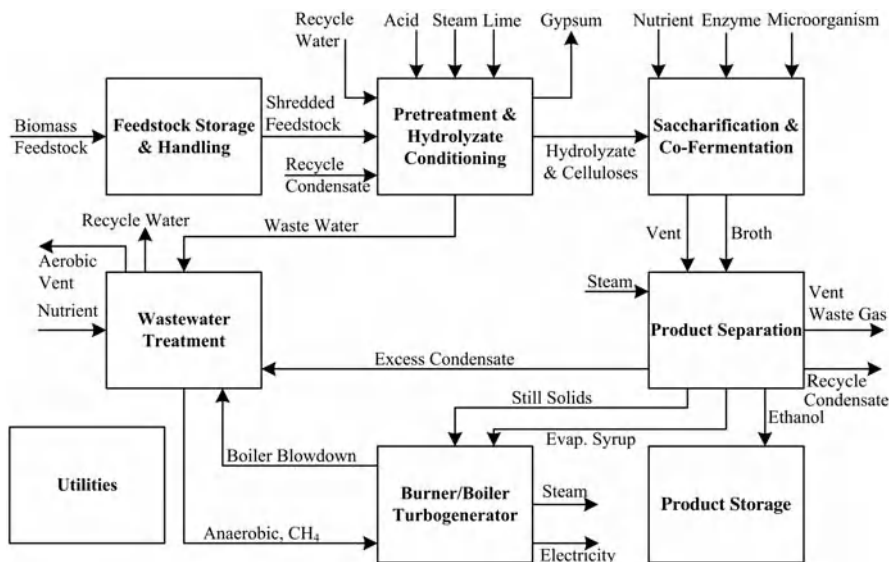 Recycle
Water
Acid
Steam
Lime
Gypsum
Nutrient
Enzyme
Microorganism
Biomass
Feedstock
Feedstock Storage
& Handling
Shredded
Feedstock
Recycle
Condensate
Pretreatment &
Hydrolyzate
Conditioning
Hydrolyzate
& Celluloses
Saccharification &
Co-Fermentation
Recycle Water
Waste Water
Vent
Broth
Aerobic
Vent
Nutrient
Wastewater
Treatment
Steam
Product Separation
Vent
Waste Gas
Excess Condensate
Recycle
Condensate
Still Solids
Ethanol
Evap. Syrup
Boiler Blowdown
Utilities
Burner/Boiler
Turbogenerator
Steam
Electricity
Product Storage
Anaerobic, CH4